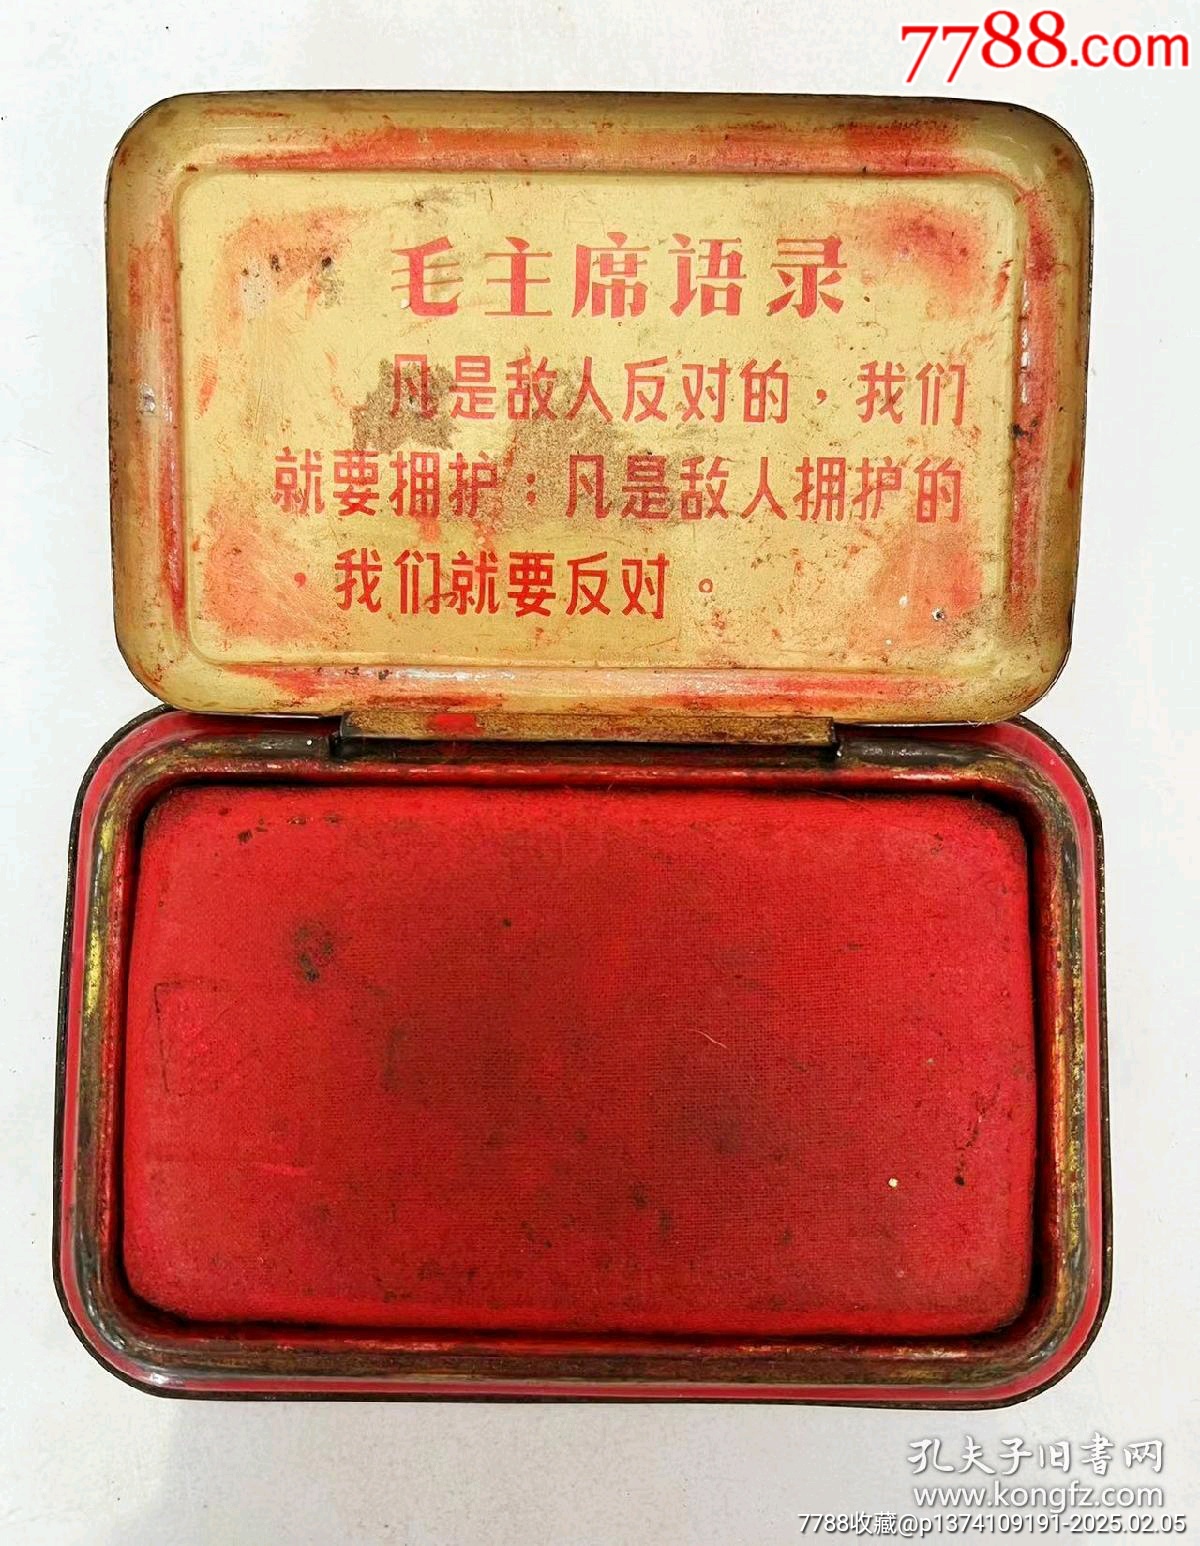 7788.com
毛主席语录
凡是敌人反对的，我们
就要拥护；凡是敌人拥护的
，我们就要反对。
孔夫子旧书网
www.kongfz.com
7788收藏@p1374109191-2025.02.05